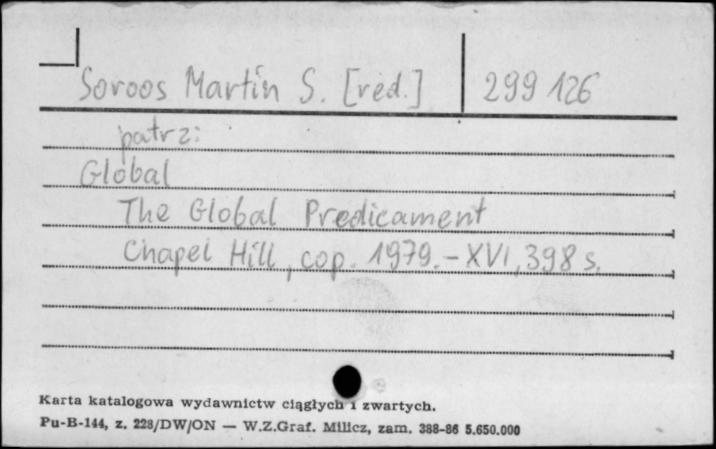 Soroos Martin S. [red.] 299 126
patrz:
Global
The Global Predicament
Chapel Hill, cop. 1979. - XVI, 398 s.
Karta katalogowa wydawnictw ciągłych i zwartych.
Pu-B-144, z. 228/DW/ON — W.Z.Graf. Milicz, zam. 388-86 5.650.000